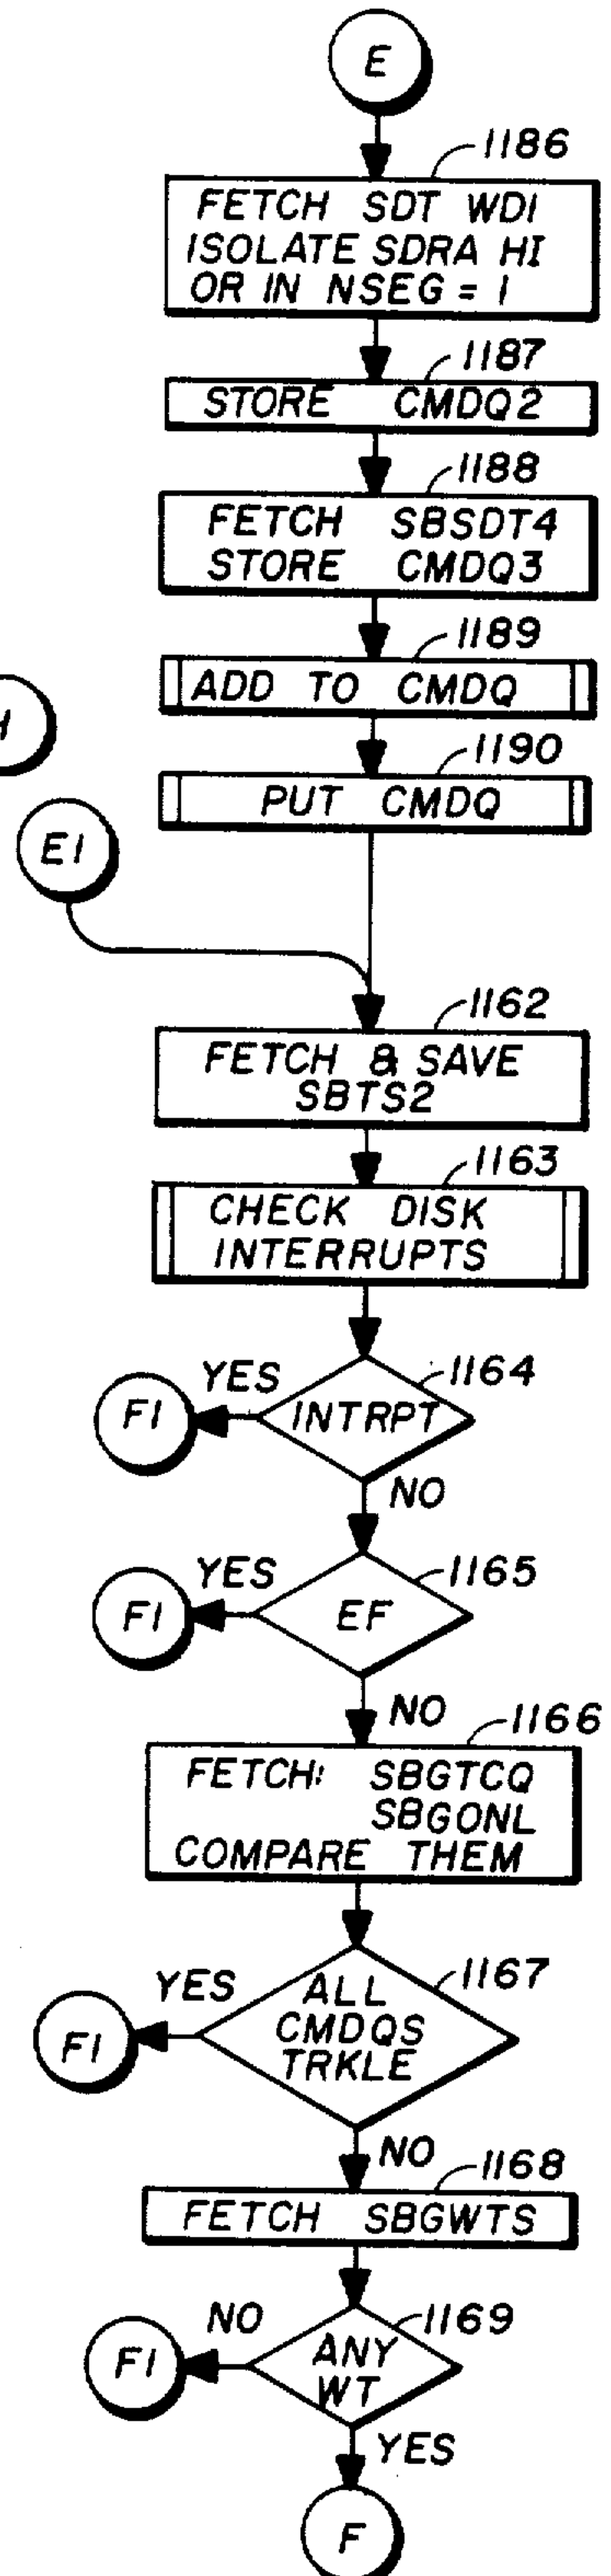 E
1186
FETCH SDT WD1
ISOLATE SDRA HI
OR IN NSEG = 1
1187
STORE CMDQ2
1188
FETCH SBSDT4
STORE CMDQ3
1189
ADD TO CMDQ
1190
PUT CMDQ
E1
1162
FETCH & SAVE
SBTS2
1163
CHECK DISK
INTERRUPTS
1164
YES
F1
INTRPT
NO
1165
YES
F1
EF
NO
1166
FETCH: SBGTCQ
SBGONL
COMPARE THEM
1167
YES
F1
ALL
CMDQS
TRKLE
NO
1168
FETCH SBGWTS
1169
NO
F1
ANY
WT
YES
F